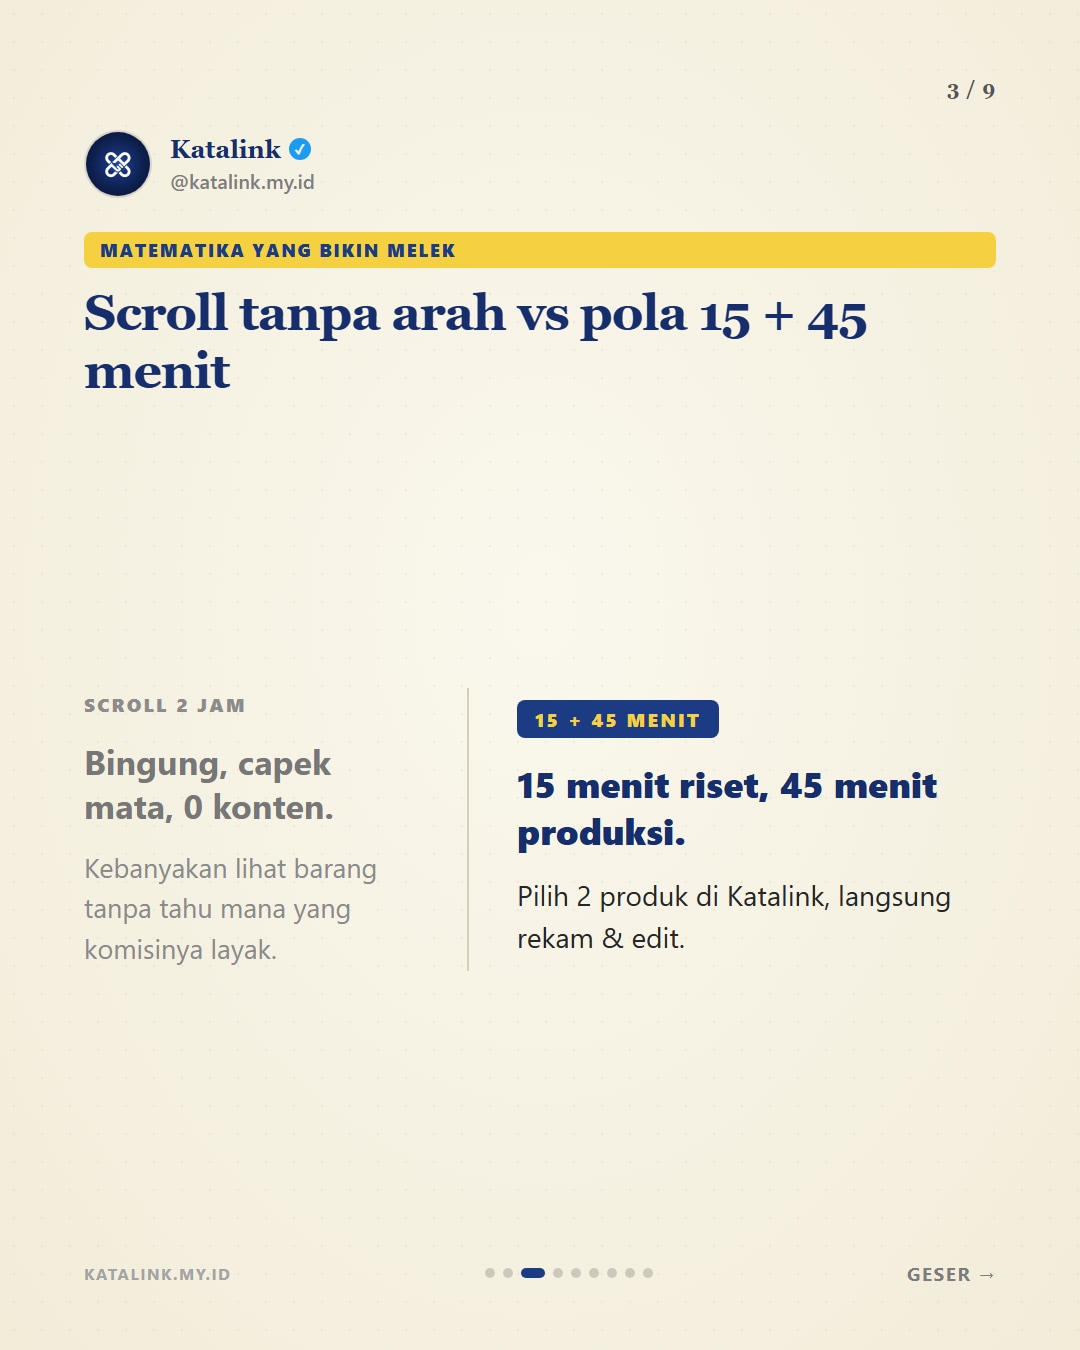 3 / 9
Katalink
@katalink.my.id
MATEMATIKA YANG BIKIN MELEK
Scroll tanpa arah vs pola 15 + 45
menit
SCROLL 2 JAM
Bingung, capek
mata, 0 konten.
Kebanyakan lihat barang
tanpa tahu mana yang
komisinya layak.
15 + 45 MENIT
15 menit riset, 45 menit
produksi.
Pilih 2 produk di Katalink, langsung
rekam & edit.
KATALINK.MY.ID
GESER →